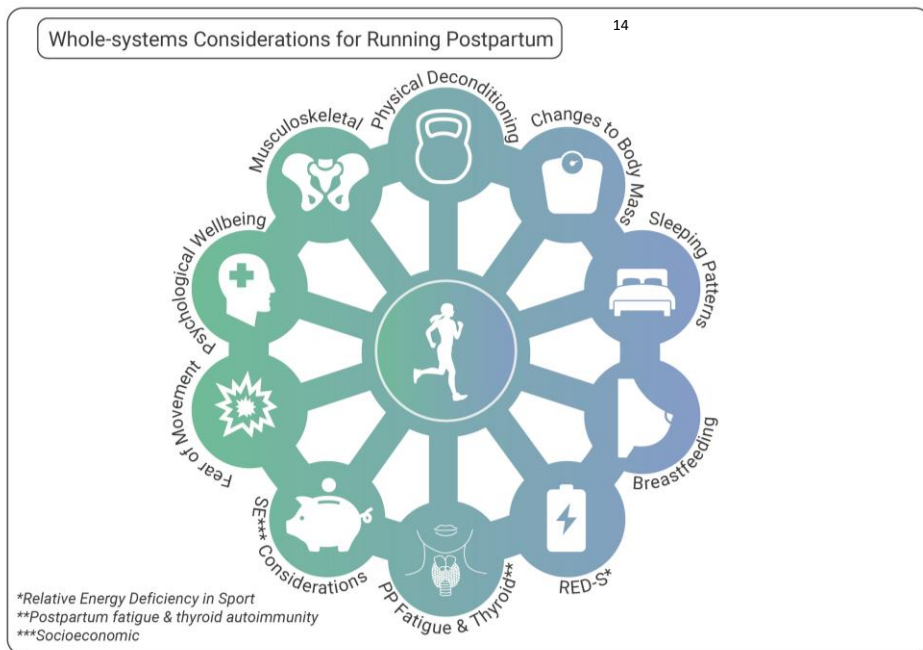 Whole-systems Considerations for Running Postpartum
14
Physical Deconditioning
Changes to Body Mass
Sleeping Patterns
Breastfeeding
RED-S*
PP Fatigue & Thyroid**
SE*** Considerations
Fear of Movement
Psychological Wellbeing
Musculoskeletal
*Relative Energy Deficiency in Sport
**Postpartum fatigue & thyroid autoimmunity
***Socioeconomic